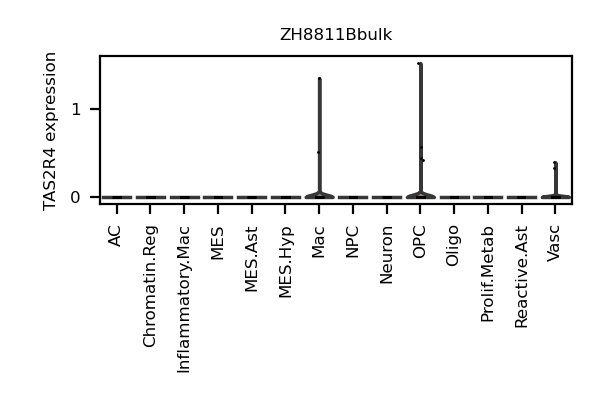 ZH8811Bbulk
TAS2R4 expression
1
0
AC
Chromatin.Reg
Inflammatory.Mac
MES
MES.Ast
MES.Hyp
Mac
NPC
Neuron
OPC
Oligo
Prolif.Metab
Reactive.Ast
Vasc